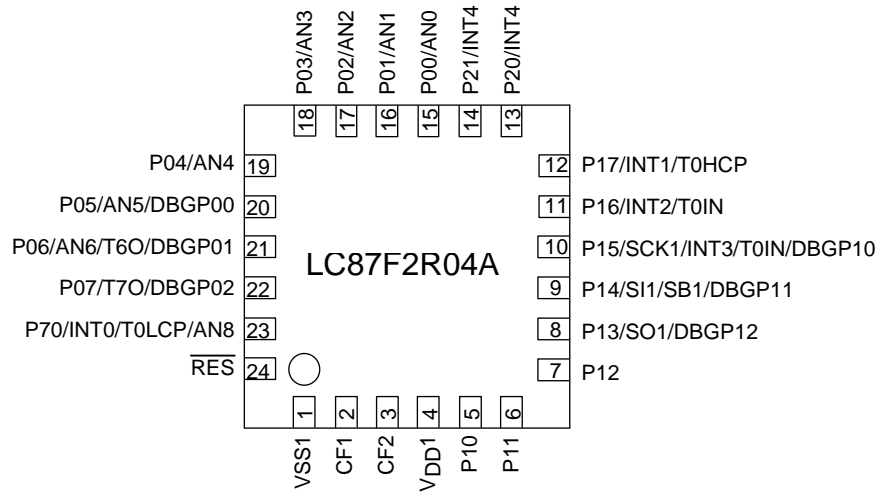 P03/AN3
P02/AN2
P01/AN1
P00/AN0
P21/INT4
P20/INT4
18
17
16
15
14
13
P04/AN4
19
P05/AN5/DBGP00
20
P06/AN6/T6O/DBGP01
21
P07/T7O/DBGP02
22
P70/INT0/T0LCP/AN8
23
RES
24
LC87F2R04A
12
P17/INT1/T0HCP
11
P16/INT2/T0IN
10
P15/SCK1/INT3/T0IN/DBGP10
9
P14/SI1/SB1/DBGP11
8
P13/SO1/DBGP12
7
P12
1
2
3
4
5
6
VSS1
CF1
CF2
VDD1
P10
P11